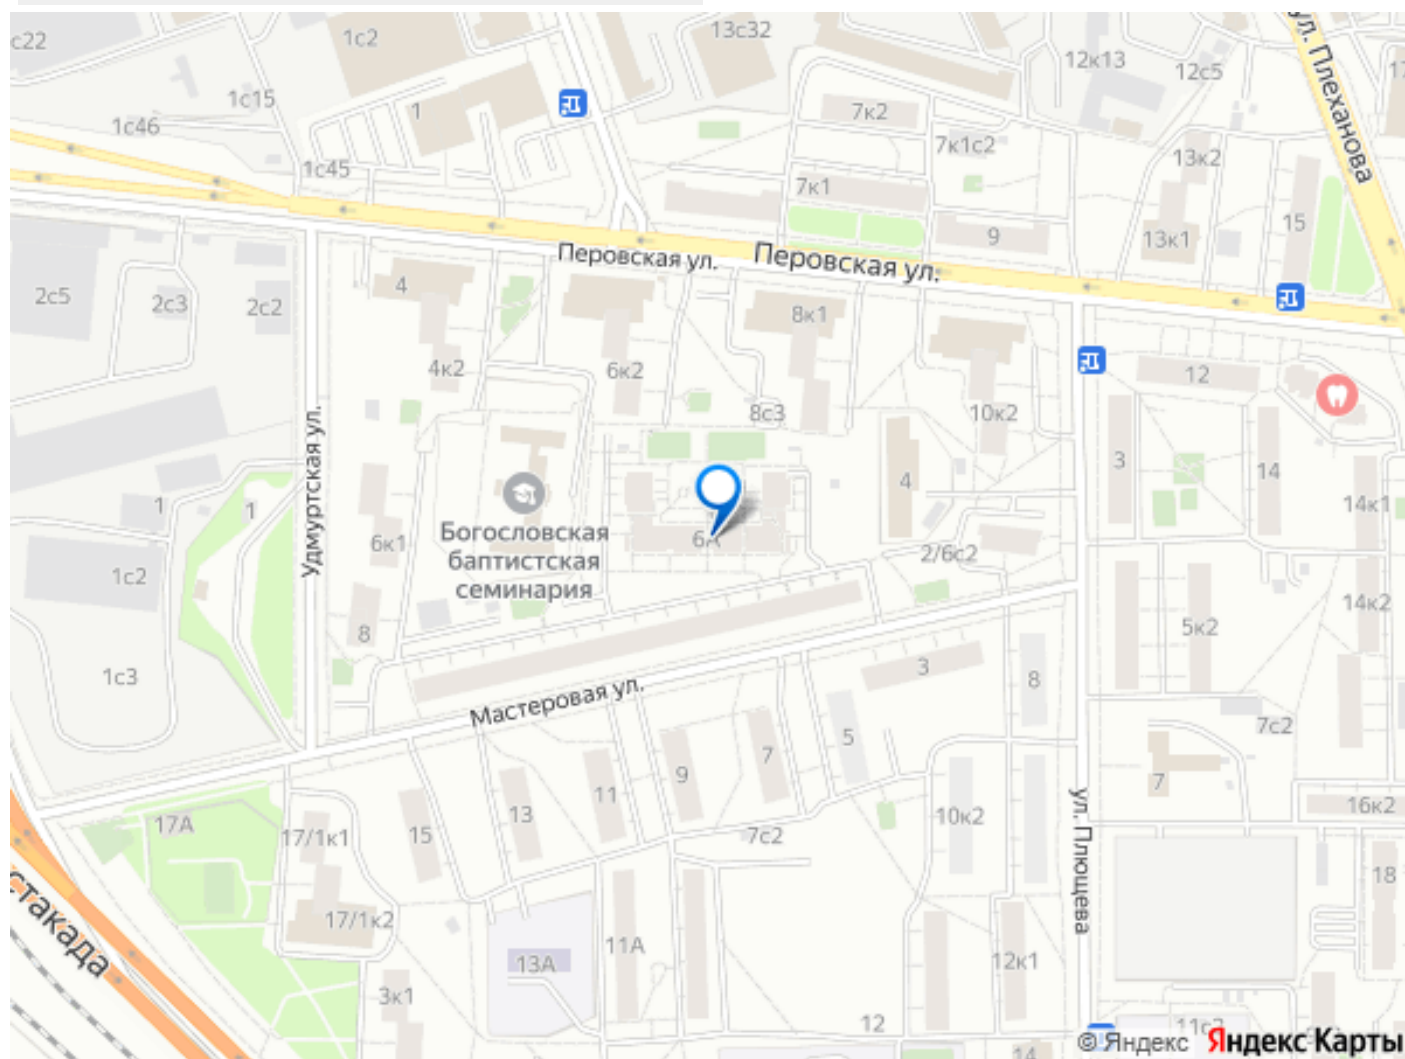 с22
1с2
13с32
ул. Плеханова
12к13
12с5
1с15
1
1с46
7к2
7к1с2
13к2
1с45
7к1
15
9
13к1
Перовская ул.
Перовская ул.
2с5
2с3
2с2
4
8к1
4к2
6к2
12
8с3
10к2
Удмуртская ул.
3
14
4
14к1
1
1
Богословская
баптистская
семинария
6к1
2/6с2
1с2
14к2
8
5к2
3
8
1с3
Мастеровая ул.
5
7с2
7
9
7
11
13
16к2
17А
17/1к1
15
7с2
10к2
ул. Плющева
18
стакада
17/1к2
11А
13А
12к1
3к1
12
14
© Яндекс
Яндекс Карты